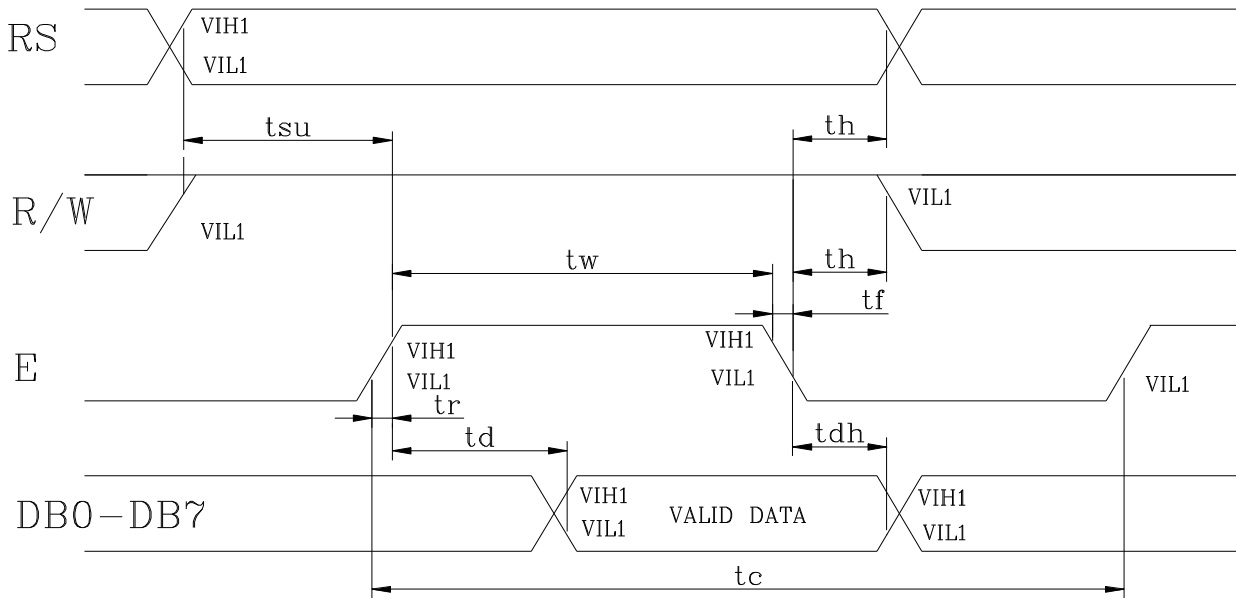 RS
VIH1
VIL1
tsu
th
R/W
VIL1
VIL1
tw
th
tf
E
VIH1
VIL1
VIH1
VIL1
VIL1
tr
td
tdh
DB0-DB7
VIH1
VIL1
VALID DATA
VIH1
VIL1
tc